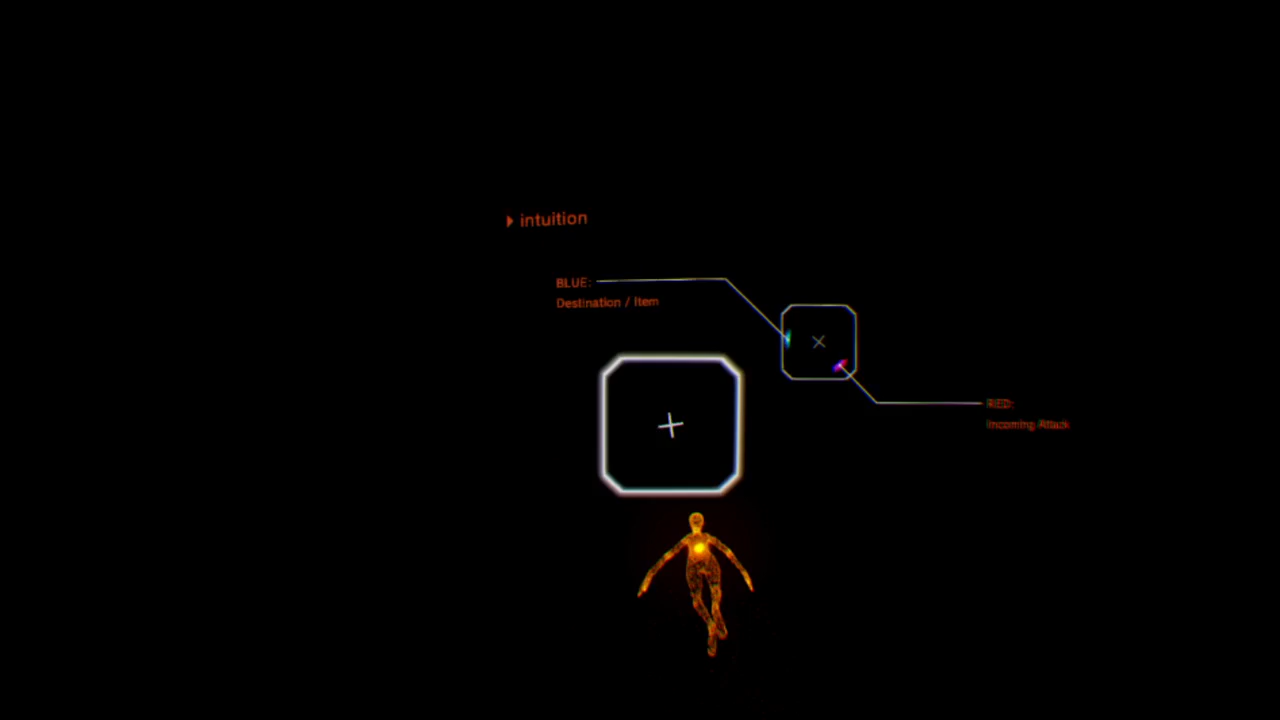 intuition
BLUE:
Destination / Item
RED:
Incoming Attack